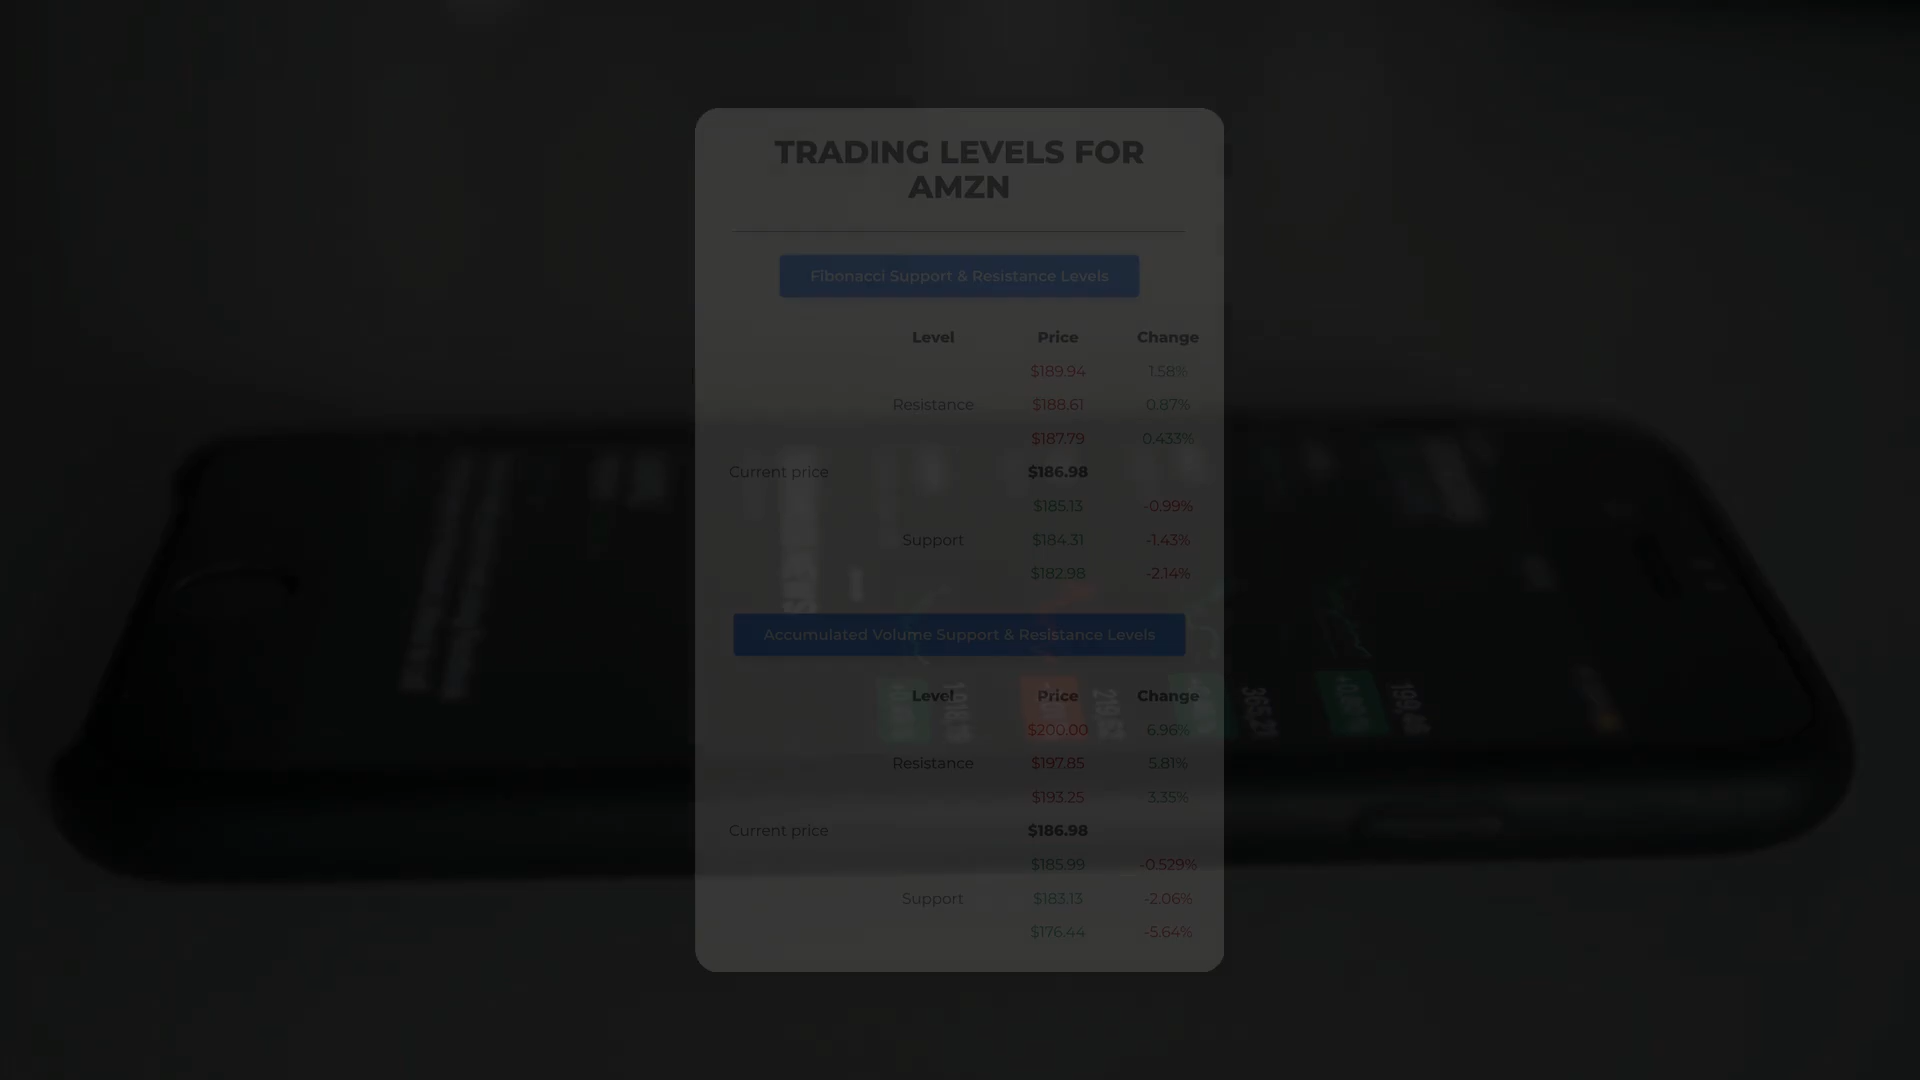 TRADING LEVELS FOR
AMZN
Fibonacci Support & Resistance Levels
Level Price Change
$189.94 1.58%
Resistance $188.61 0.87%
$187.79 0.433%
Current price $186.98
$185.13 -0.99%
Support $184.31 -1.43%
$182.98 -2.14%
Accumulated Volume Support & Resistance Levels
Level Price Change
$200.00 6.96%
Resistance $197.85 5.81%
$193.25 3.35%
Current price $186.98
$185.99 -0.529%
Support $183.13 -2.06%
$176.44 -5.64%
219.62
365.23